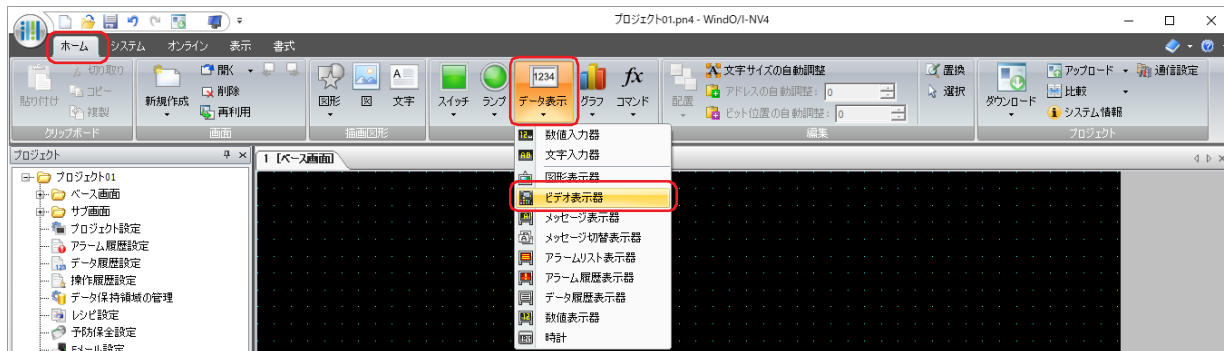 プロジェクト01.pn4 - WindO/I-NV4
ホーム システム オンライン 表示 書式
貼り付け 切り取り コピー 複製
クリップボード
新規作成 開く 削除 再利用
画面
図形 図 文字
描画図形
スイッチ ランプ データ表示 グラフ コマンド
1234
配置 文字サイズの自動調整
アドレスの自動調整: 0
ビット位置の自動調整: 0
置換
選択
編集
ダウンロード アップロード 比較 システム情報 通信設定
プロジェクト
プロジェクト
プロジェクト01
ベース画面
サブ画面
プロジェクト設定
アラーム履歴設定
データ履歴設定
操作履歴設定
データ保持領域の管理
レシピ設定
予防保全設定
Eメール設定
1 [ベース画面]
数値入力器
文字入力器
図形表示器
ビデオ表示器
メッセージ表示器
メッセージ切替表示器
アラームリスト表示器
アラーム履歴表示器
データ履歴表示器
数値表示器
時計